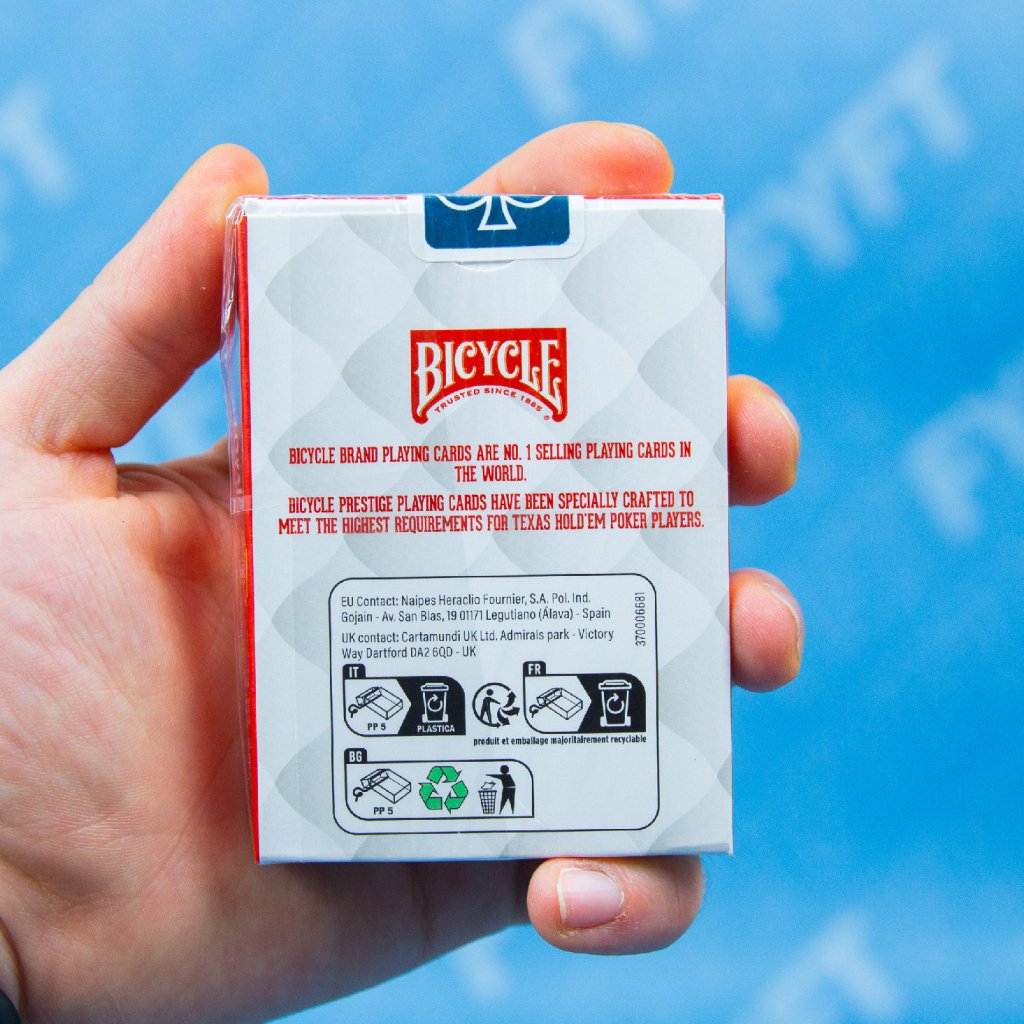 BICYCLE
TRUSTED SINCE 1885
®
BICYCLE BRAND PLAYING CARDS ARE NO. 1 SELLING PLAYING CARDS IN
THE WORLD.
BICYCLE PRESTIGE PLAYING CARDS HAVE BEEN SPECIALLY CRAFTED TO
MEET THE HIGHEST REQUIREMENTS FOR TEXAS HOLD'EM POKER PLAYERS.
EU Contact: Naipes Heraclio Fournier, S.A. Pol. Ind.
Gojain - Av. San Blas, 19 01171 Legutiano (Álava) - Spain
UK contact: Cartamundi UK Ltd. Admirals park - Victory
Way Dartford DA2 6QD - UK
370006681
IT
PP 5
PLASTICA
FR
produit et emballage majoritairement recyclable
BG
PP 5
FYFT
FYFT